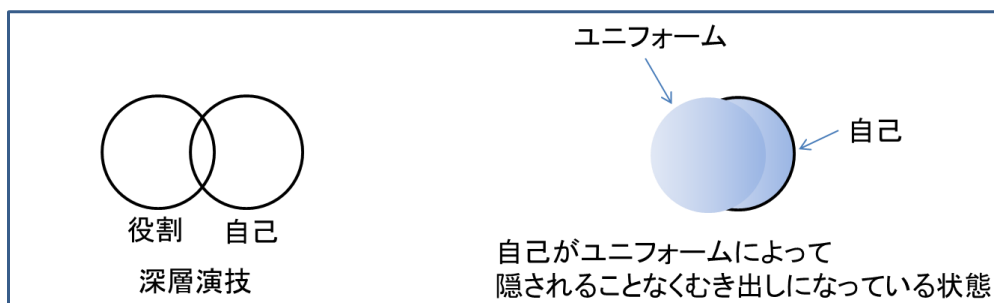 役割
自己
深層演技
ユニフォーム
自己
自己がユニフォームによって
隠されることなくむき出しになっている状態